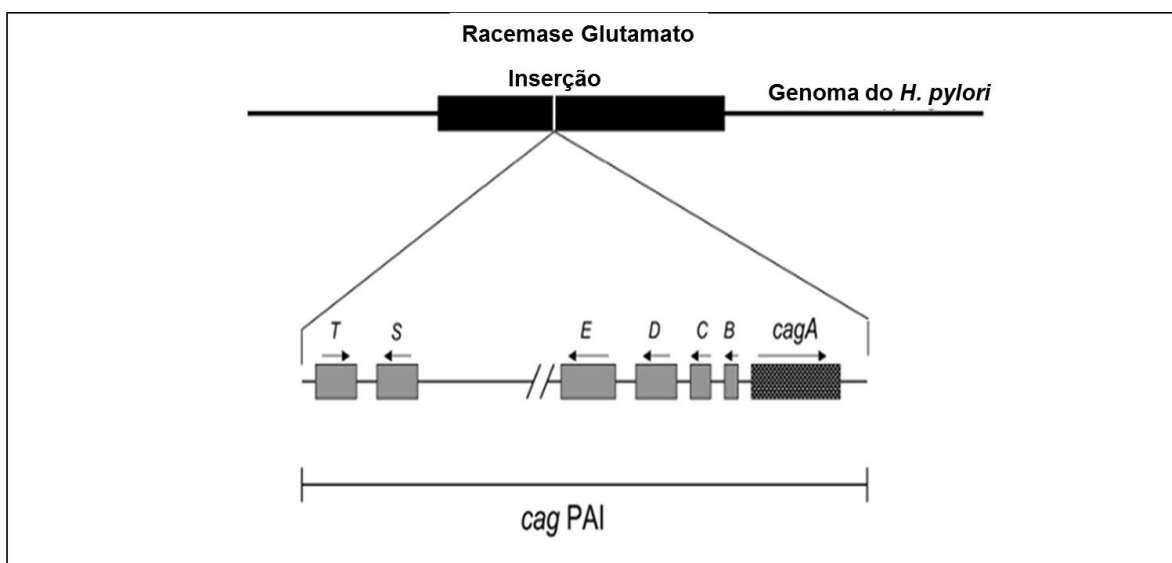 Racemase Glutamato
Inserção
Genoma do H. pylori
T S E D C B cagA
cag PAI